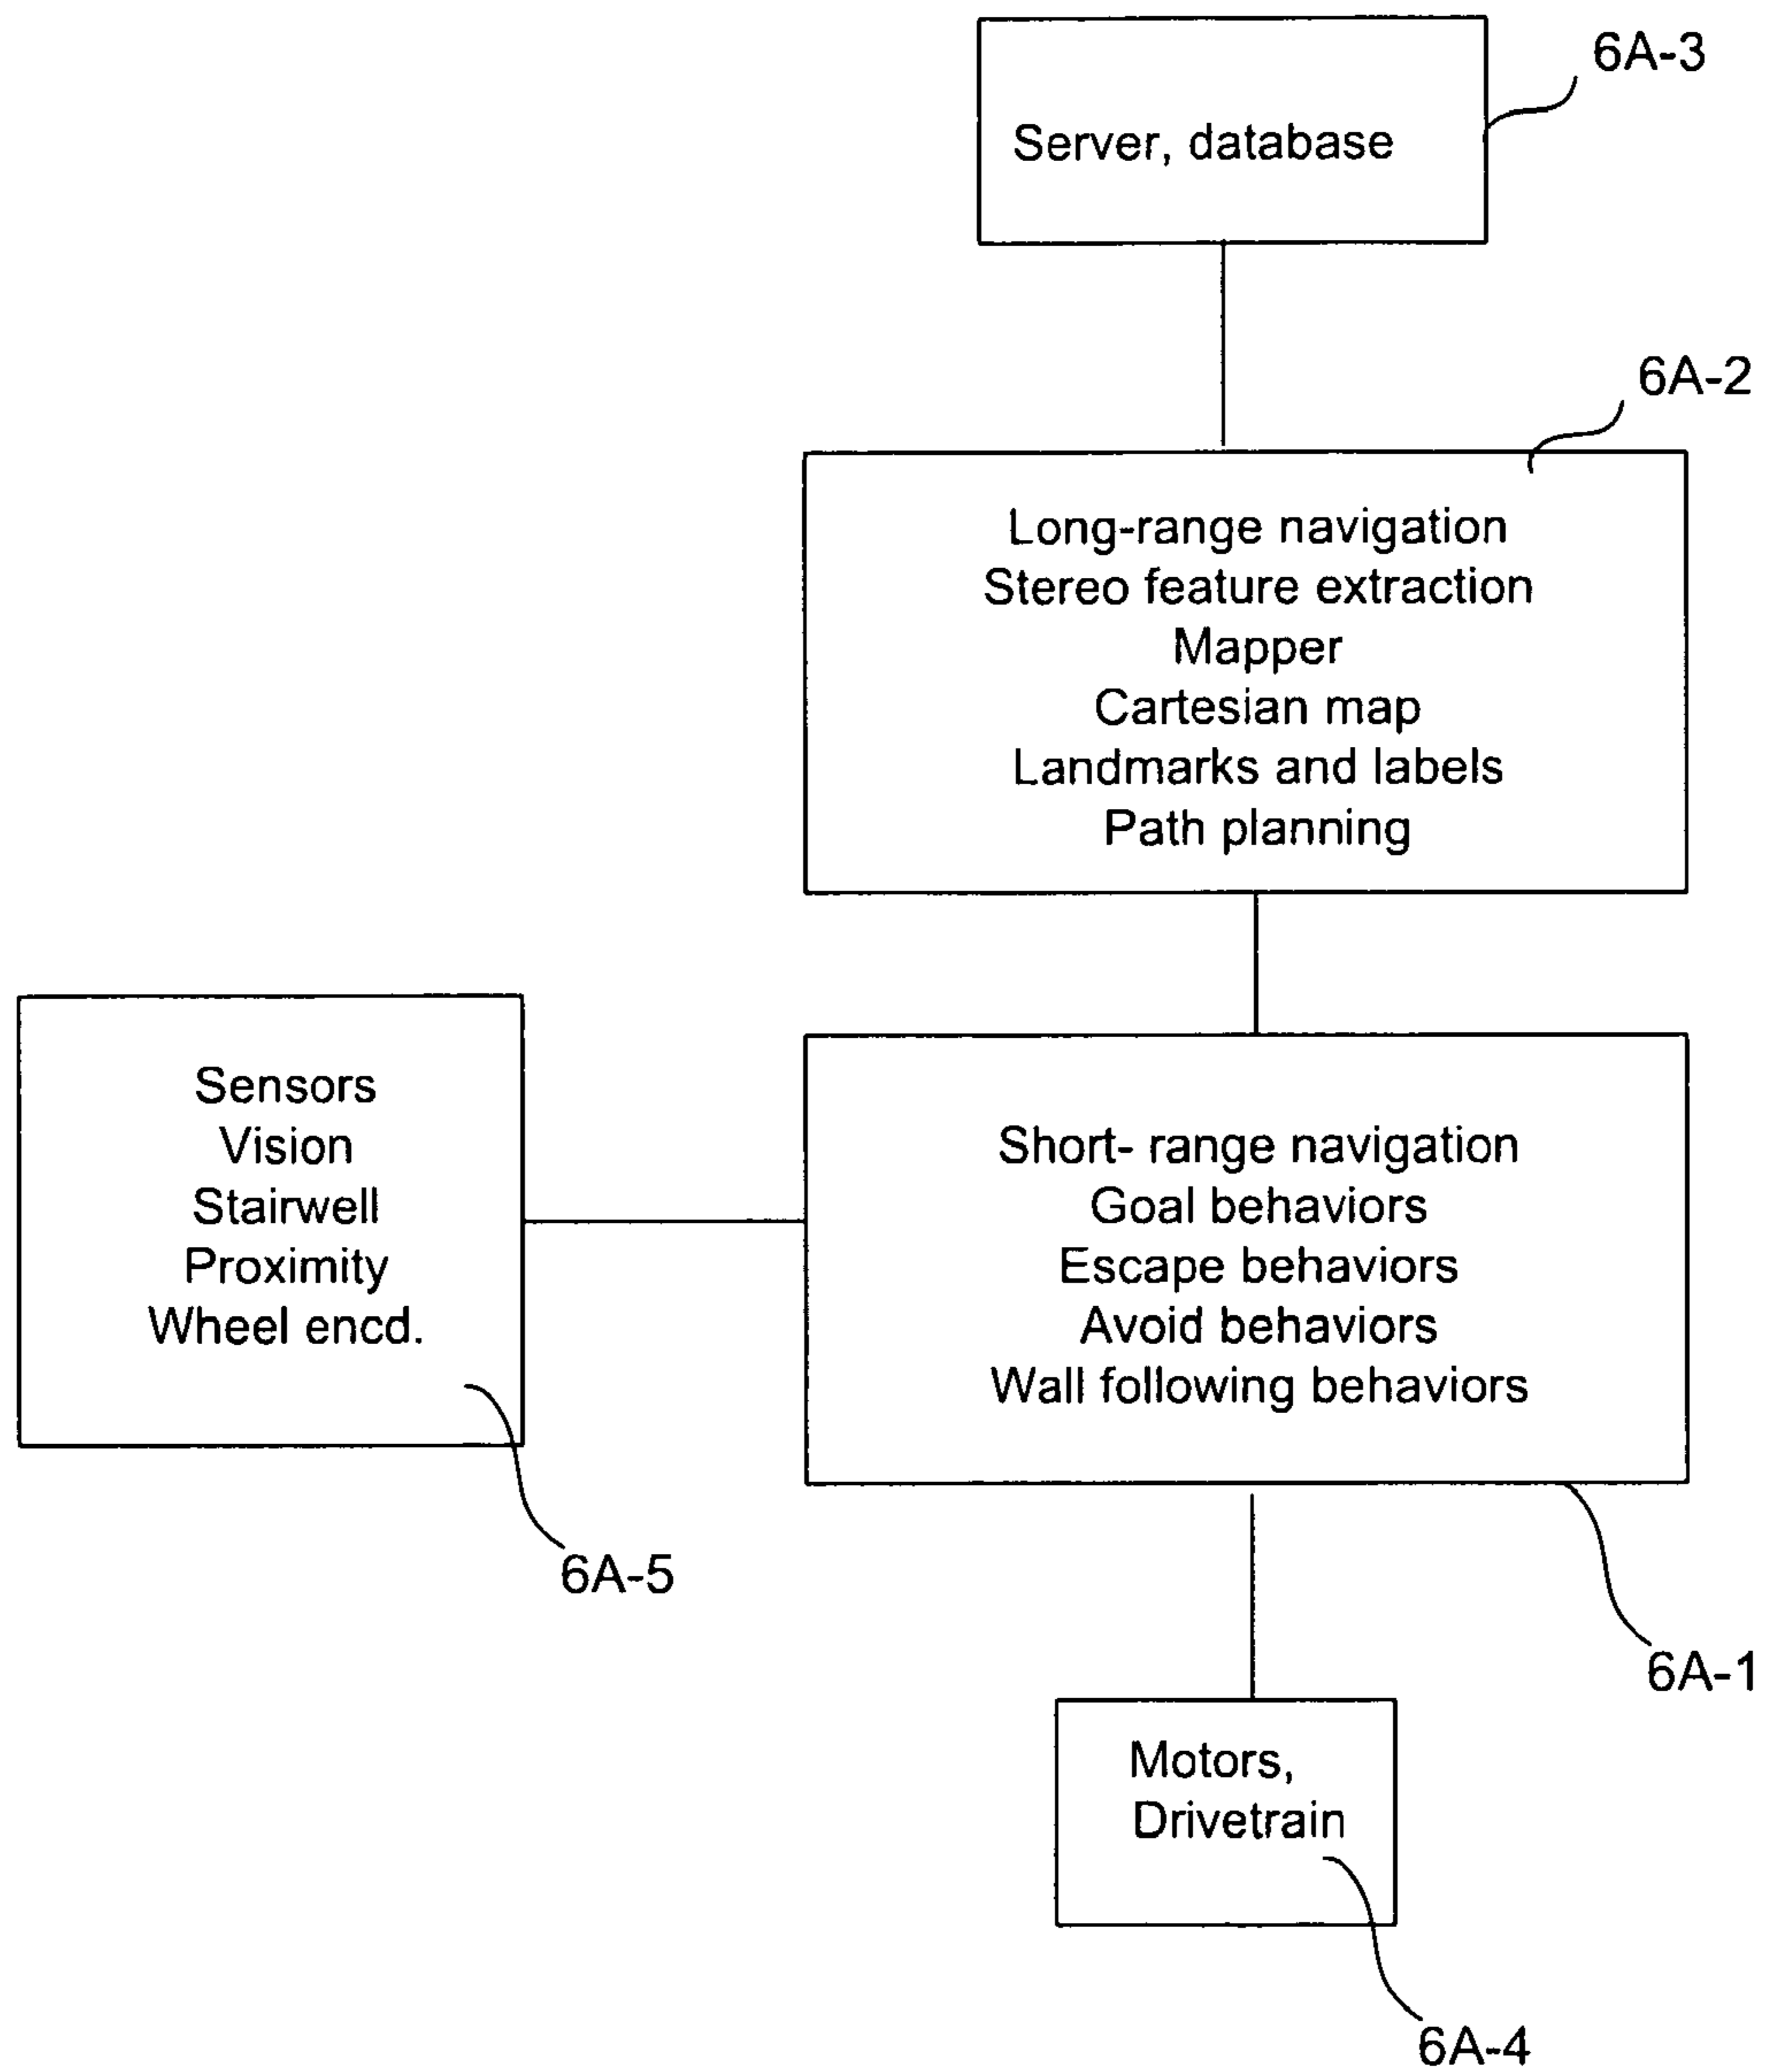 6A-3
Server, database
6A-2
Long-range navigation
Stereo feature extraction
Mapper
Cartesian map
Landmarks and labels
Path planning
Sensors
Vision
Stairwell
Proximity
Wheel encd.
6A-5
Short- range navigation
Goal behaviors
Escape behaviors
Avoid behaviors
Wall following behaviors
6A-1
Motors,
Drivetrain
6A-4